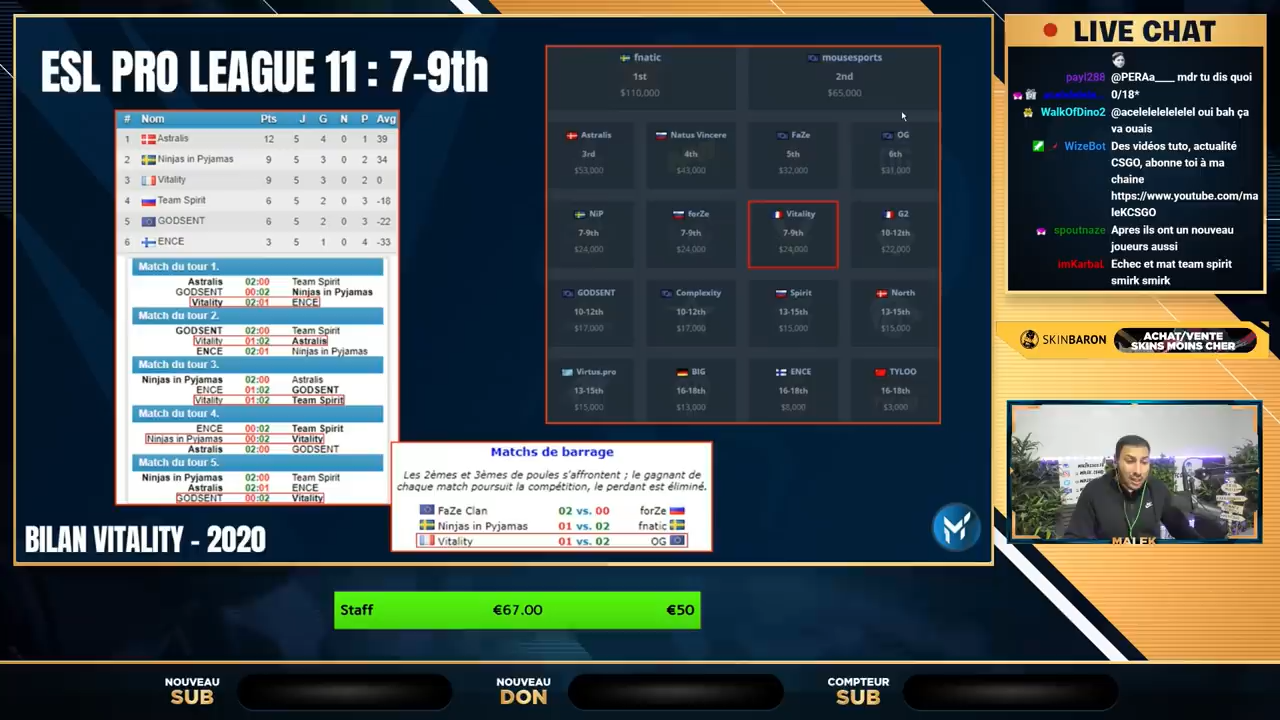 ESL PRO LEAGUE 11 : 7-9th
# Nom Pts J G N P Avg
1 Astralis 12 5 4 0 1 39
2 Ninjas in Pyjamas 9 5 3 0 2 34
3 Vitality 9 5 3 0 2 0
4 Team Spirit 6 5 2 0 3 -18
5 GODSENT 6 5 2 0 3 -22
6 ENCE 3 5 1 0 4 -33
Match du tour 1.
Astralis 02:00 Team Spirit
GODSENT 00:02 Ninjas in Pyjamas
Vitality 02:01 ENCE
Match du tour 2.
GODSENT 02:00 Team Spirit
Vitality 01:02 Astralis
ENCE 02:01 Ninjas in Pyjamas
Match du tour 3.
Ninjas in Pyjamas 02:00 Astralis
ENCE 01:02 GODSENT
Vitality 01:02 Team Spirit
Match du tour 4.
ENCE 00:02 Team Spirit
Ninjas in Pyjamas 00:02 Vitality
Astralis 02:00 GODSENT
Match du tour 5.
Ninjas in Pyjamas 02:00 Team Spirit
Astralis 02:01 ENCE
GODSENT 00:02 Vitality
fnatic mousesports
1st 2nd
$110,000 $65,000
Astralis Natus Vincere FaZe OG
3rd 4th 5th 6th
$53,000 $43,000 $32,000 $31,000
NiP forZe Vitality G2
7-9th 7-9th 7-9th 10-12th
$24,000 $24,000 $24,000 $22,000
GODSENT Complexity Spirit North
10-12th 10-12th 13-15th 13-15th
$17,000 $17,000 $15,000 $15,000
Virtus.pro BIG ENCE TYLOO
13-15th 16-18th 16-18th 16-18th
$15,000 $13,000 $8,000 $3,000
Matchs de barrage
Les 2èmes et 3èmes de poules s'affrontent ; le gagnant de
chaque match poursuit la compétition, le perdant est éliminé.
FaZe Clan 02 vs. 00 forZe
Ninjas in Pyjamas 01 vs. 02 fnatic
Vitality 01 vs. 02 OG
BILAN VITALITY - 2020
LIVE CHAT
payl288 @PERAa____ mdr tu dis quoi
0/18*
WalkOfDino2 @acelelelelelel oui bah ça
va ouais
WizeBot Des vidéos tuto, actualité
CSGO, abonne toi à ma
chaine
https://www.youtube.com/ma
leKCSGO
spoutnaze Apres ils ont un nouveau
joueurs aussi
imKarbaL Echec et mat team spirit
smirk smirk
SKINBARON
ACHAT/VENTE
SKINS MOINS CHER
MALEK
Staff €67.00 €50
NOUVEAU
SUB
NOUVEAU
DON
COMPTEUR
SUB